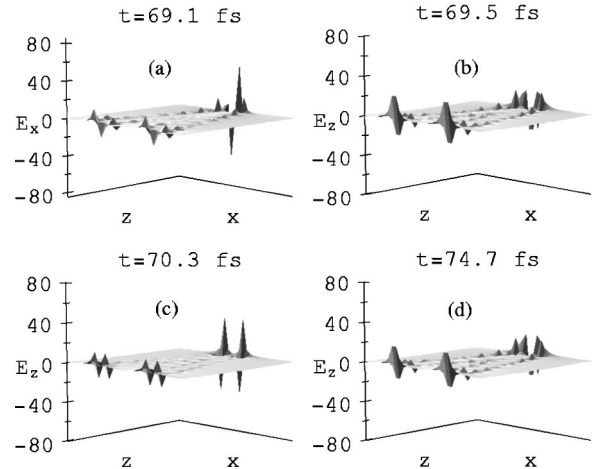 t=69.1 fs
80
40
E_x 0
-40
-80
(a)
z
x
t=69.5 fs
80
40
E_z 0
-40
-80
(b)
z
x
t=70.3 fs
80
40
E_z 0
-40
-80
(c)
z
x
t=74.7 fs
80
40
E_z 0
-40
-80
(d)
z
x